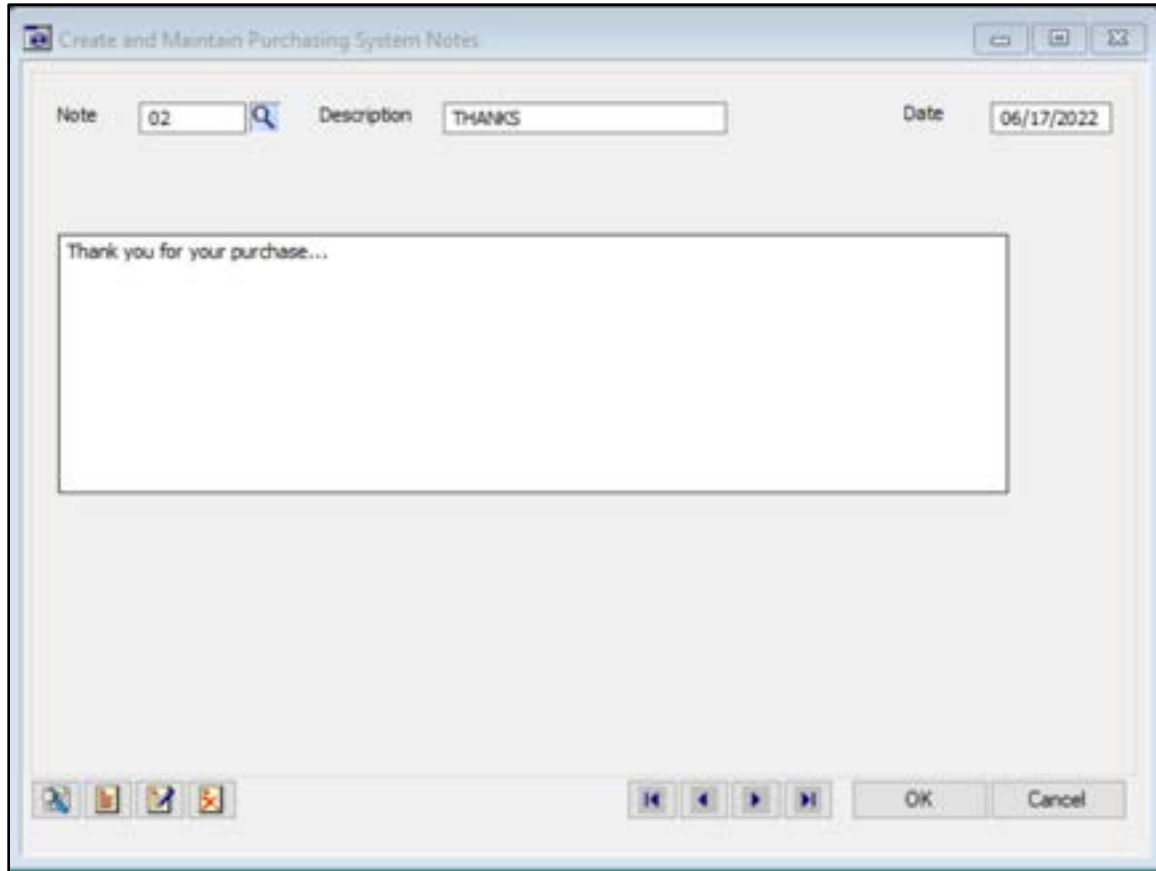 Create and Maintain Purchasing System Notes
Note 02 Description THANKS Date 06/17/2022
Thank you for your purchase...
OK Cancel